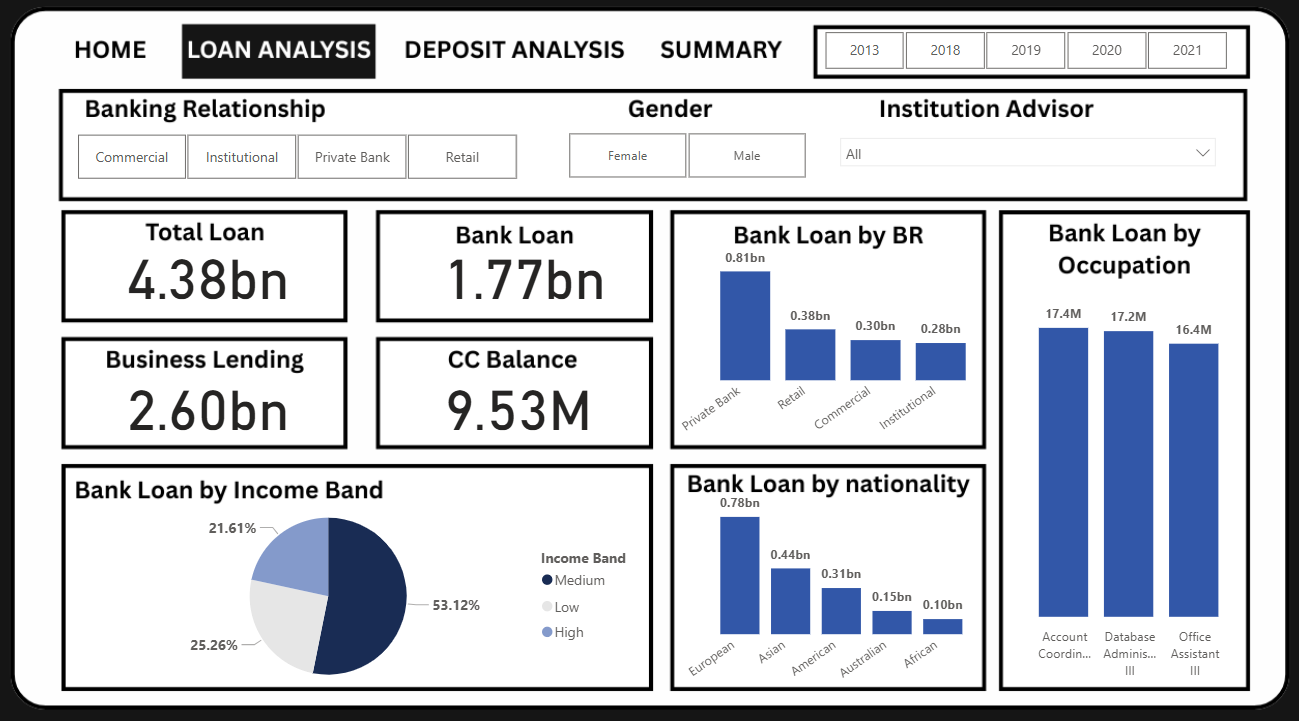 HOME
LOAN ANALYSIS
DEPOSIT ANALYSIS
SUMMARY
2013
2018
2019
2020
2021
Banking Relationship
Commercial
Institutional
Private Bank
Retail
Gender
Female
Male
Institution Advisor
All
Total Loan
4.38bn
Bank Loan
1.77bn
Business Lending
2.60bn
CC Balance
9.53M
Bank Loan by BR
0.81bn
0.38bn
0.30bn
0.28bn
Private Bank
Retail
Commercial
Institutional
Bank Loan by
Occupation
17.4M
17.2M
16.4M
Account
Coordin...
Database
Adminis...
III
Office
Assistant
III
Bank Loan by Income Band
21.61%
53.12%
25.26%
Income Band
Medium
Low
High
Bank Loan by nationality
0.78bn
0.44bn
0.31bn
0.15bn
0.10bn
European
Asian
American
Australian
African